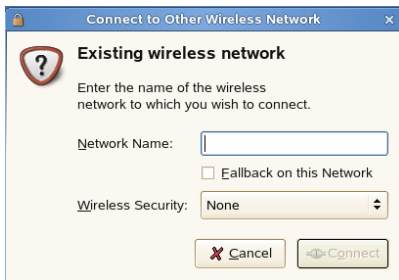 Connect to Other Wireless Network
Existing wireless network
Enter the name of the wireless
network to which you wish to connect.
Network Name:
Fallback on this Network
Wireless Security: None
Cancel Connect